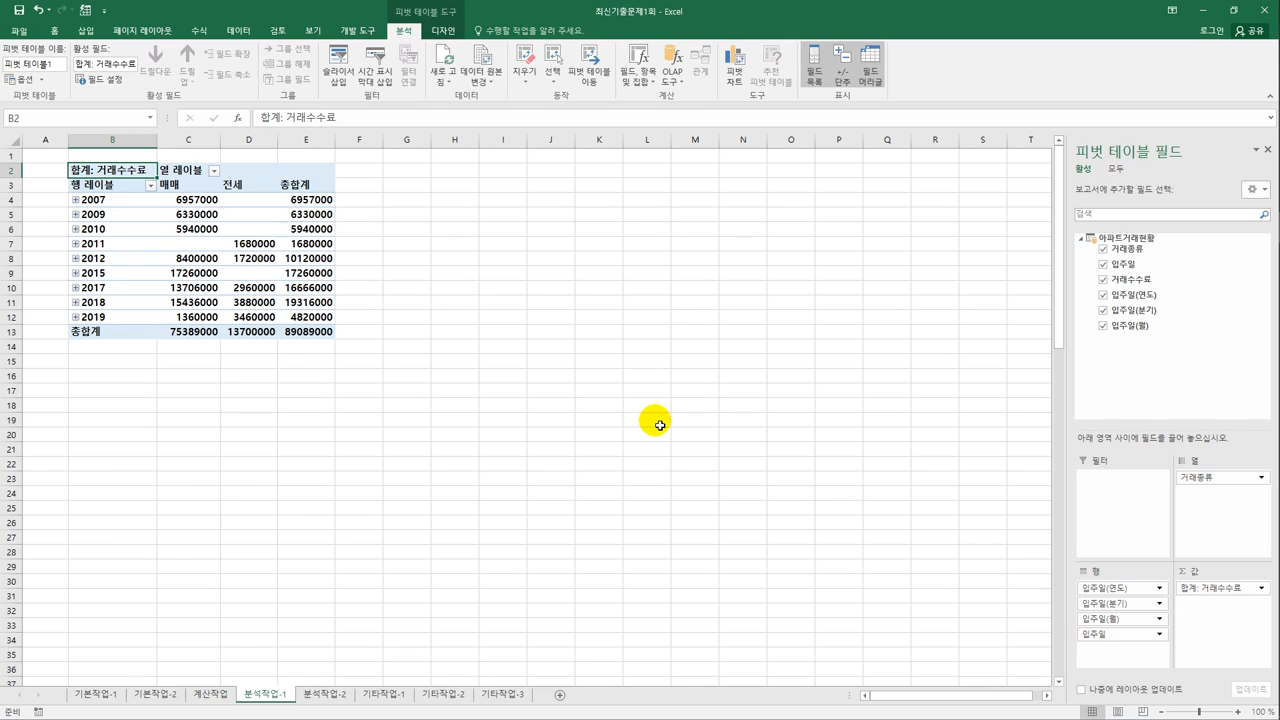 피벗 테이블 도구
최신기출문제1회 - Excel
파일 홈 삽입 페이지 레이아웃 수식 데이터 검토 보기 개발 도구 분석 디자인 수행할 작업을 알려 주세요. 로그인 공유
피벗 테이블 이름: 활성 필드:
피벗 테이블1 합계: 거래수수료
옵션 필드 설정
드릴다운 드릴업 필드 확장 필드 축소
그룹 선택
그룹 해제
그룹 필드
슬라이서 삽입 시간 표시 막대 삽입 필터 연결
새로 고침 데이터 원본 변경
지우기 선택 피벗 테이블 이동
필드, 항목 및 집합 OLAP 도구 관계
피벗 차트 추천 피벗 테이블
필드 목록 +/- 단추 필드 머리글
피벗 테이블 활성 필드 그룹 필터 데이터 동작 계산 도구 표시
B2 fx 합계: 거래수수료
A B C D E F G H I J K L M N O P Q R S T
1
2 합계: 거래수수료 열 레이블
3 행 레이블 매매 전세 총합계
4 2007 6957000 6957000
5 2009 6330000 6330000
6 2010 5940000 5940000
7 2011 1680000 1680000
8 2012 8400000 1720000 10120000
9 2015 17260000 17260000
10 2017 13706000 2960000 16666000
11 2018 15436000 3880000 19316000
12 2019 1360000 3460000 4820000
13 총합계 75389000 13700000 89089000
14
15
16
17
18
19
20
21
22
23
24
25
26
27
28
29
30
31
32
33
34
35
36
37
피벗 테이블 필드
활성 모두
보고서에 추가할 필드 선택:
검색
아파트거래현황
거래종류
입주일
거래수수료
입주일(연도)
입주일(분기)
입주일(월)
아래 영역 사이에 필드를 끌어 놓으십시오.
필터 열
거래종류
행 Σ 값
입주일(연도) 합계: 거래수수료
입주일(분기)
입주일(월)
입주일
나중에 레이아웃 업데이트 업데이트
기본작업-1 기본작업-2 계산작업 분석작업-1 분석작업-2 기타작업-1 기타작업-2 기타작업-3
준비 100 %